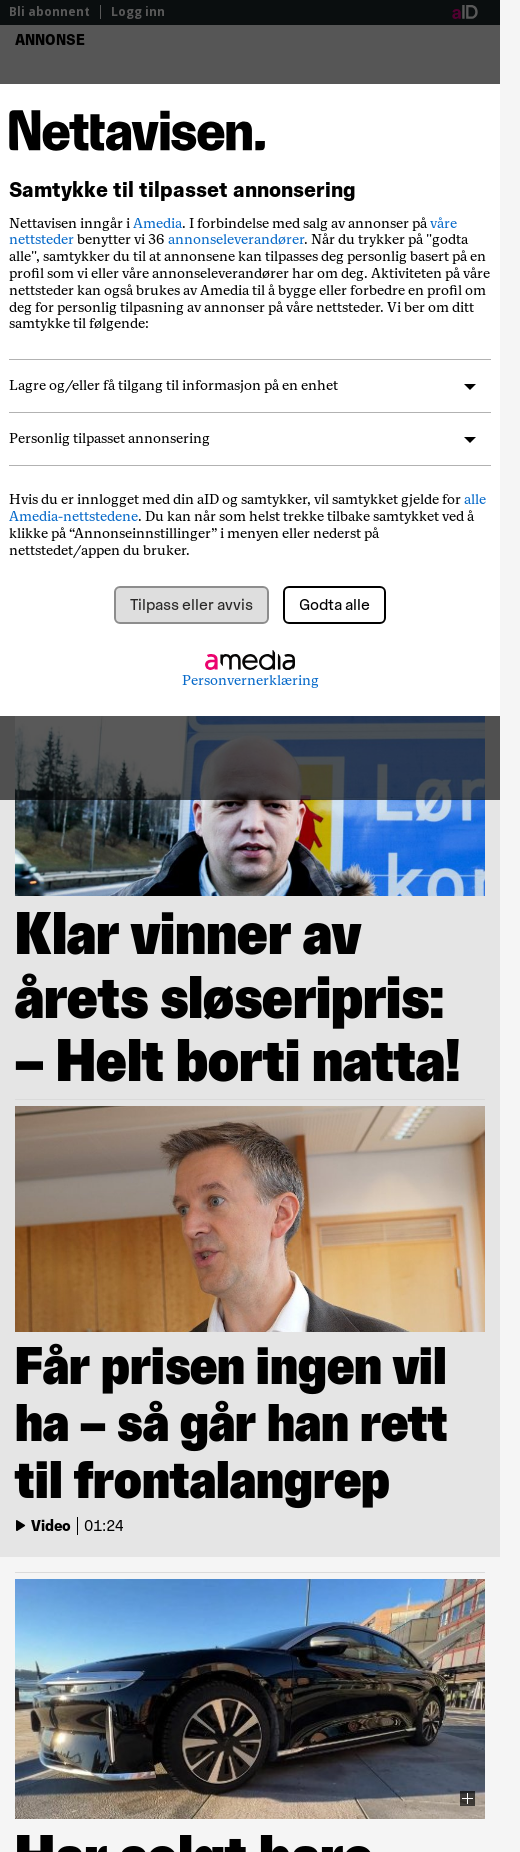 Bli abonnent | Logg inn
aID
ANNONSE
Nettavisen.
Samtykke til tilpasset annonsering
Nettavisen inngår i Amedia. I forbindelse med salg av annonser på våre
nettsteder benytter vi 36 annonseleverandører. Når du trykker på "godta
alle", samtykker du til at annonsene kan tilpasses deg personlig basert på en
profil som vi eller våre annonseleverandører har om deg. Aktiviteten på våre
nettsteder kan også brukes av Amedia til å bygge eller forbedre en profil om
deg for personlig tilpasning av annonser på våre nettsteder. Vi ber om ditt
samtykke til følgende:
Lagre og/eller få tilgang til informasjon på en enhet
Personlig tilpasset annonsering
Hvis du er innlogget med din aID og samtykker, vil samtykket gjelde for alle
Amedia-nettstedene. Du kan når som helst trekke tilbake samtykket ved å
klikke på “Annonseinnstillinger” i menyen eller nederst på
nettstedet/appen du bruker.
Tilpass eller avvis
Godta alle
amedia
Personvernerklæring
Klar vinner av
årets sløseripris:
– Helt borti natta!
Får prisen ingen vil
ha – så går han rett
til frontalangrep
Video | 01:24
Har solgt bare